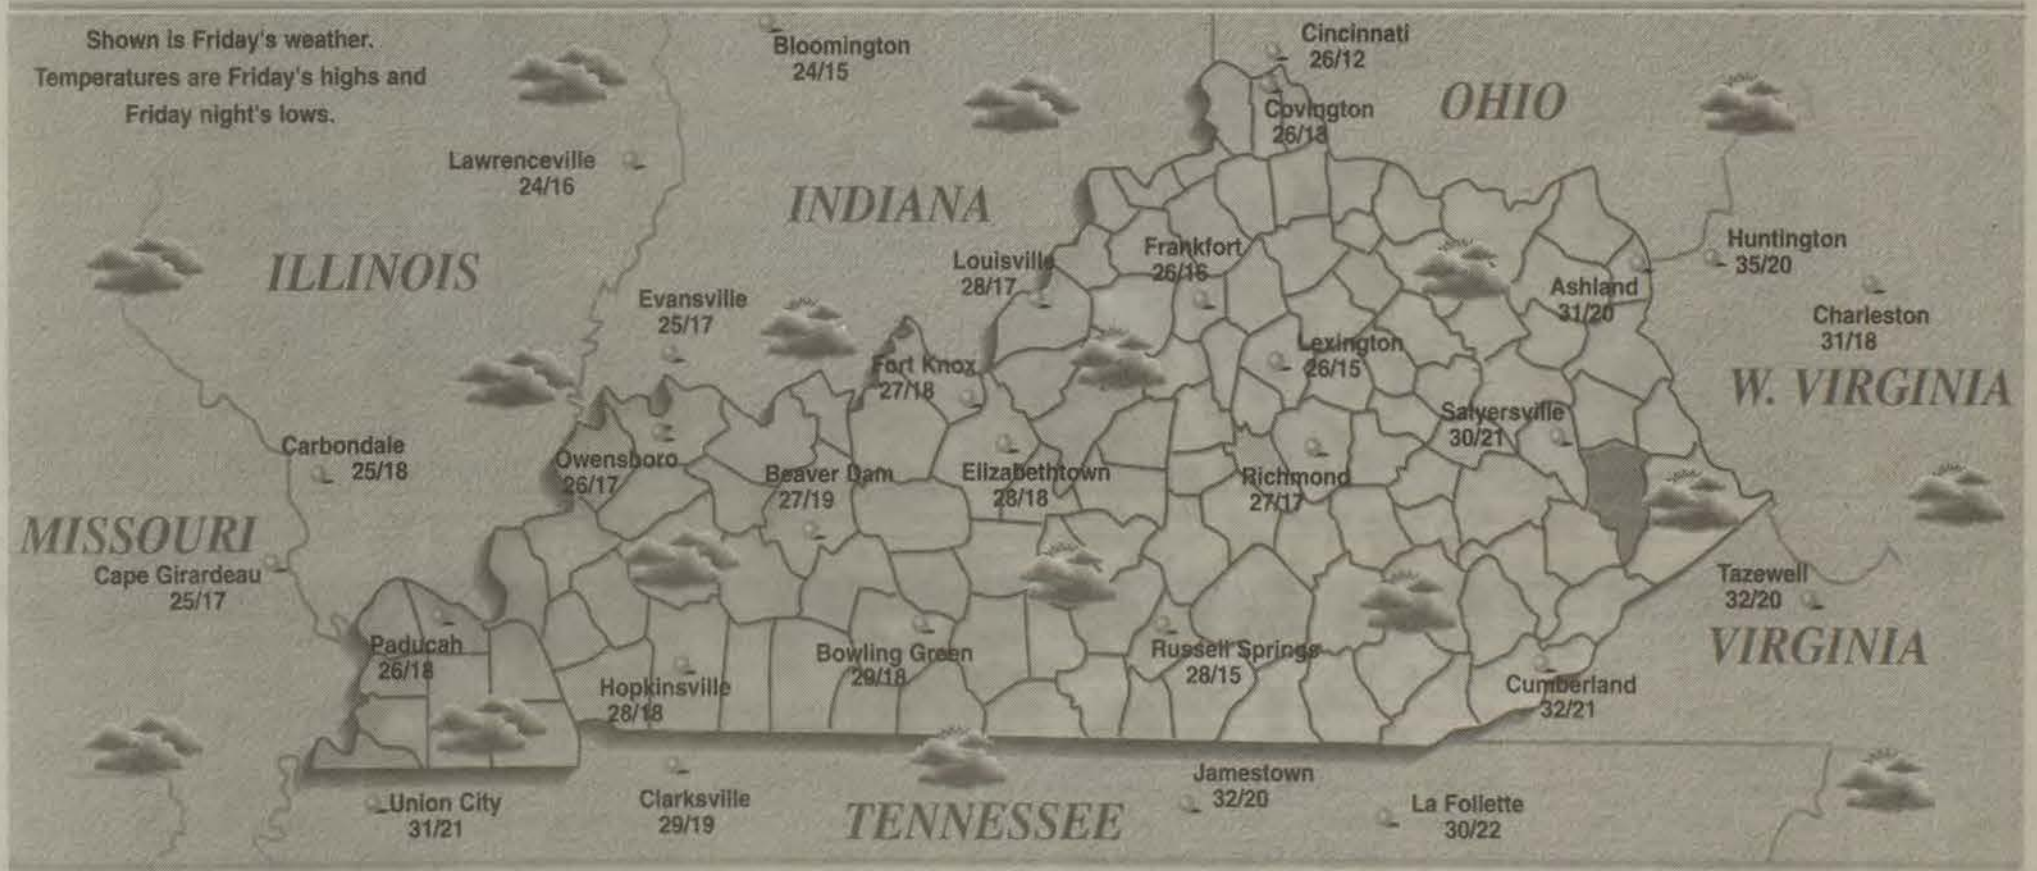 Shown is Friday's weather.
Temperatures are Friday's highs and
Friday night's lows.
Bloomington
24/15
Cincinnati
26/12
Covington
26/18
OHIO
Lawrenceville
24/16
INDIANA
ILLINOIS
Louisville
28/17
Frankfort
26/16
Huntington
35/20
Ashland
31/20
Charleston
31/18
Evansville
25/17
Lexington
26/15
Fort Knox
27/18
W. VIRGINIA
Salyersville
30/21
Carbondale
25/18
Owensboro
26/17
Beaver Dam
27/19
Elizabethtown
28/18
Richmond
27/17
MISSOURI
Cape Girardeau
25/17
Tazewell
32/20
VIRGINIA
Paducah
26/18
Bowling Green
29/18
Russell Springs
28/15
Hopkinsville
28/18
Cumberland
32/21
Union City
31/21
Clarksville
29/19
TENNESSEE
Jamestown
32/20
La Follette
30/22